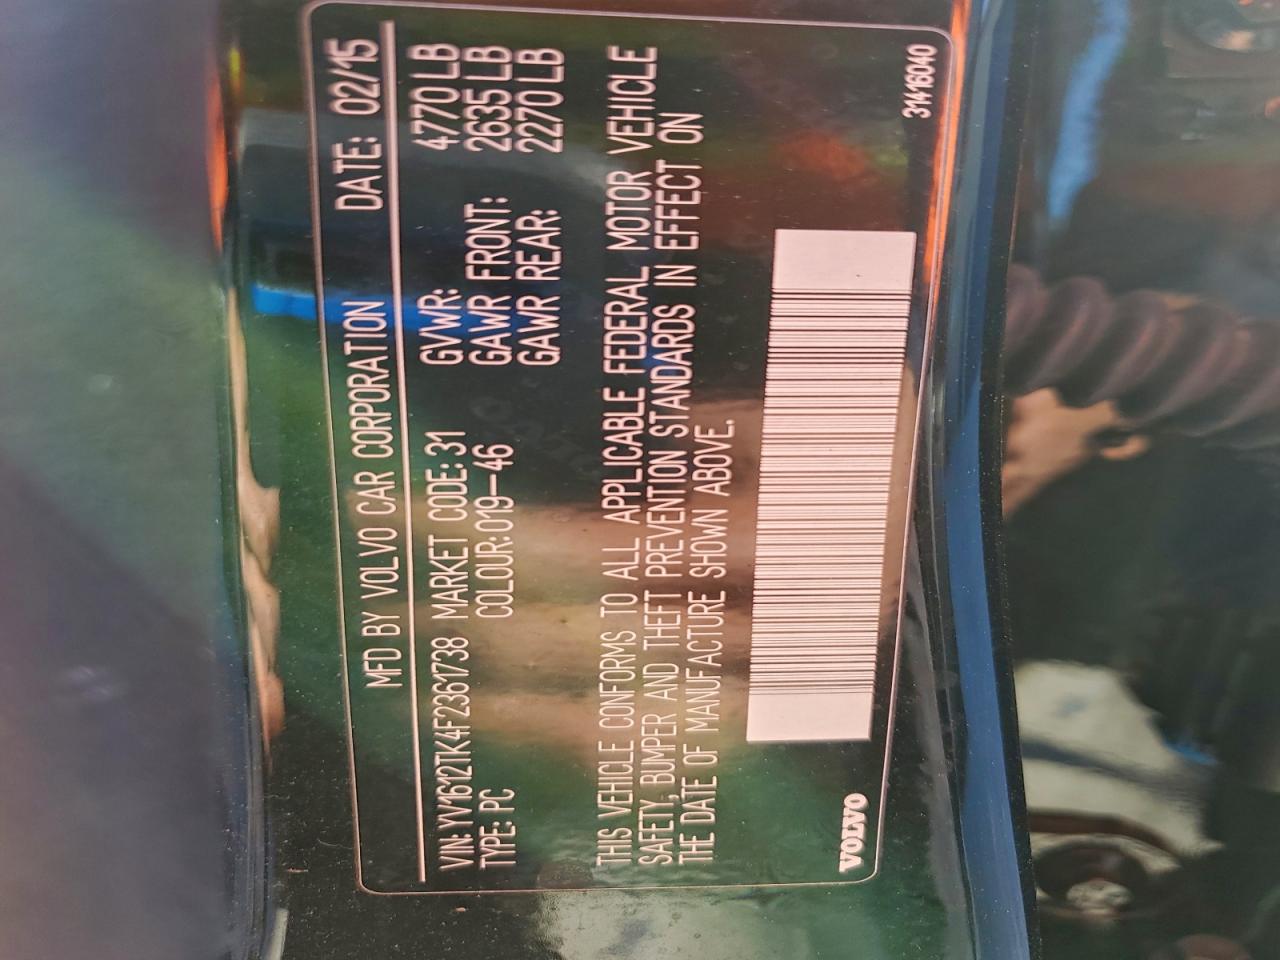 MFD BY VOLVO CAR CORPORATION DATE: 02/15
VIN: YV1612TK4F2361738 MARKET CODE: 31 GVWR: 4770 LB
TYPE: PC COLOUR: 019-46 GAWR FRONT: 2635 LB
GAWR REAR: 2270 LB
THIS VEHICLE CONFORMS TO ALL APPLICABLE FEDERAL MOTOR VEHICLE
SAFETY, BUMPER AND THEFT PREVENTION STANDARDS IN EFFECT ON
THE DATE OF MANUFACTURE SHOWN ABOVE.
VOLVO 31416040